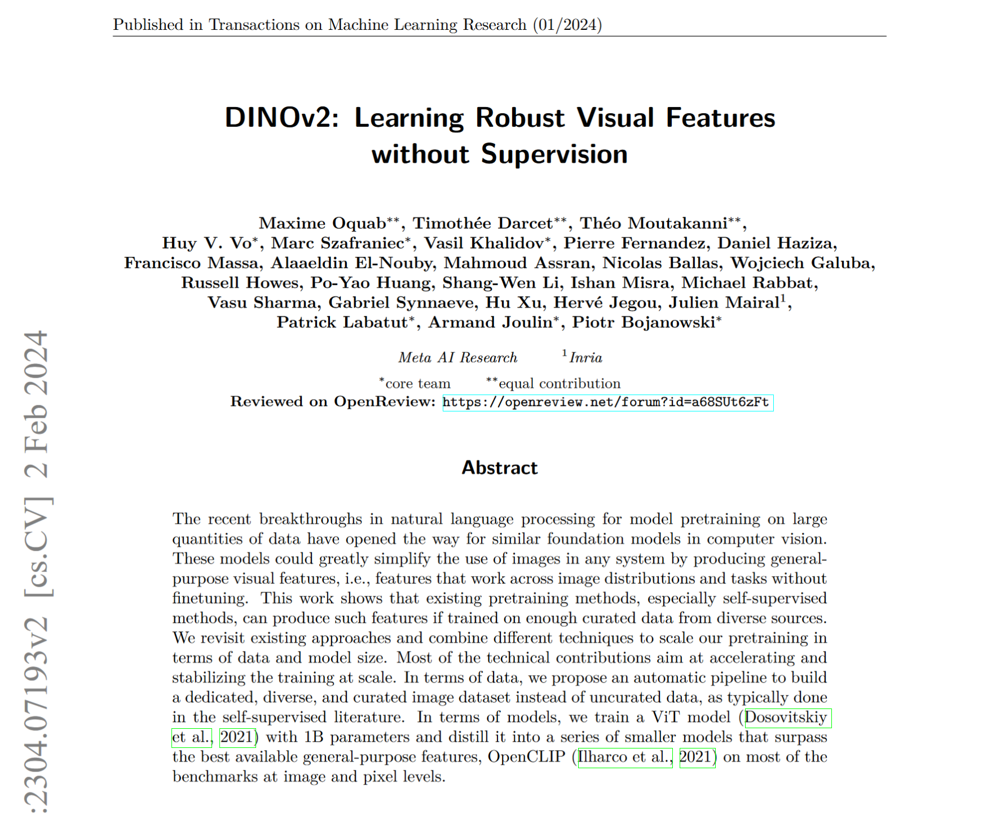 Published in Transactions on Machine Learning Research (01/2024)
DINOv2: Learning Robust Visual Features
without Supervision
Maxime Oquab**, Timothée Darcet**, Théo Moutakanni**,
Huy V. Vo*, Marc Szafraniec*, Vasil Khalidov*, Pierre Fernandez, Daniel Haziza,
Francisco Massa, Alaaeldin El-Nouby, Mahmoud Assran, Nicolas Ballas, Wojciech Galuba,
Russell Howes, Po-Yao Huang, Shang-Wen Li, Ishan Misra, Michael Rabbat,
Vasu Sharma, Gabriel Synnaeve, Hu Xu, Hervé Jegou, Julien Mairal¹,
Patrick Labatut*, Armand Joulin*, Piotr Bojanowski*
Meta AI Research ¹Inria
*core team **equal contribution
Reviewed on OpenReview: https://openreview.net/forum?id=a68SUt6zFt
Abstract
The recent breakthroughs in natural language processing for model pretraining on large
quantities of data have opened the way for similar foundation models in computer vision.
These models could greatly simplify the use of images in any system by producing general-
purpose visual features, i.e., features that work across image distributions and tasks without
finetuning. This work shows that existing pretraining methods, especially self-supervised
methods, can produce such features if trained on enough curated data from diverse sources.
We revisit existing approaches and combine different techniques to scale our pretraining in
terms of data and model size. Most of the technical contributions aim at accelerating and
stabilizing the training at scale. In terms of data, we propose an automatic pipeline to build
a dedicated, diverse, and curated image dataset instead of uncurated data, as typically done
in the self-supervised literature. In terms of models, we train a ViT model (Dosovitskiy
et al., 2021) with 1B parameters and distill it into a series of smaller models that surpass
the best available general-purpose features, OpenCLIP (Ilharco et al., 2021) on most of the
benchmarks at image and pixel levels.
:2304.07193v2 [cs.CV] 2 Feb 2024